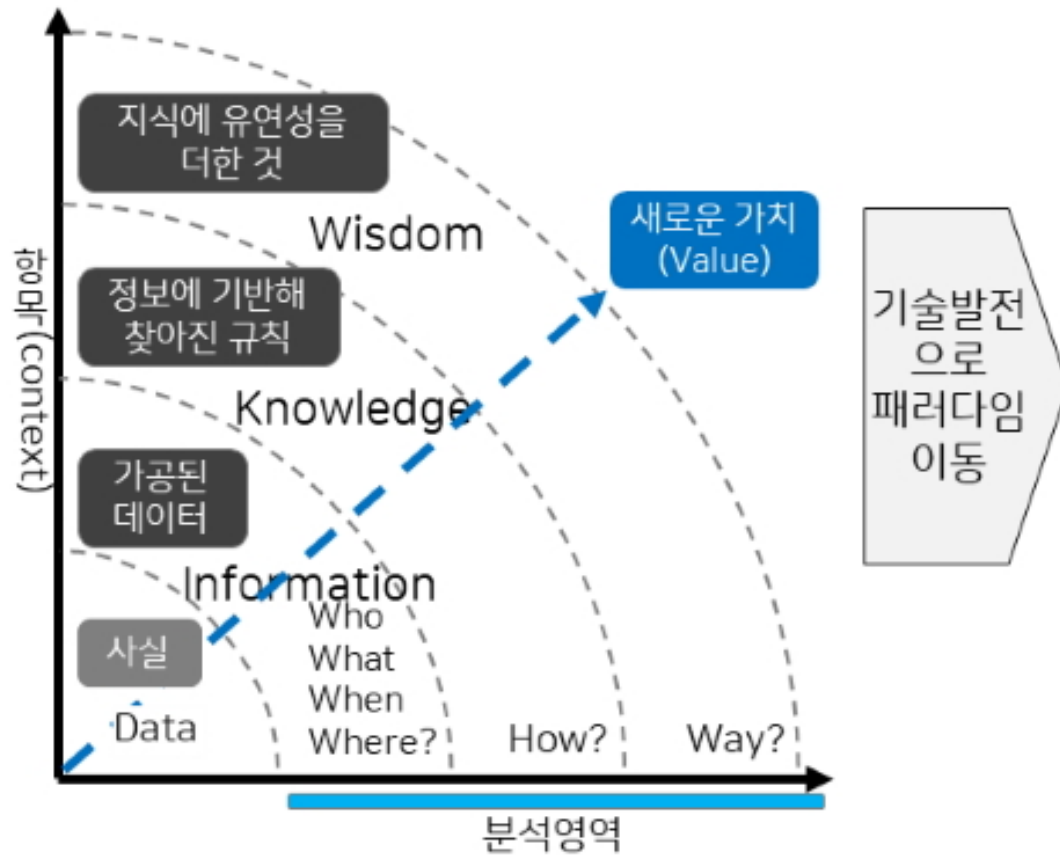 지식에 유연성을
더한 것
Wisdom
새로운 가치
(Value)
정보에 기반해
찾아진 규칙
Knowledge
기술발전
으로
패러다임
이동
가공된
데이터
Information
Who
What
When
Where?
사실
Data
How?
Way?
분석영역